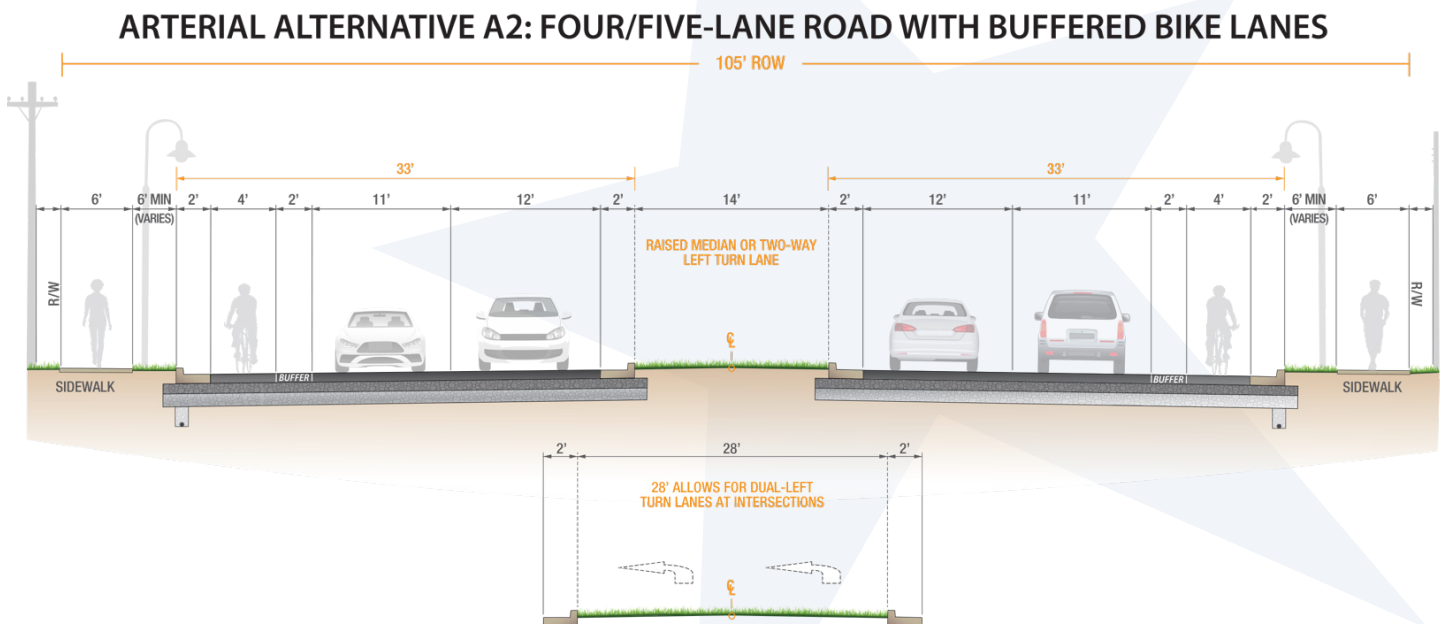 ARTERIAL ALTERNATIVE A2: FOUR/FIVE-LANE ROAD WITH BUFFERED BIKE LANES
105' ROW
33' 33'
6' 6' MIN 2' 4' 2' 11' 12' 2' 14' 2' 12' 11' 2' 4' 2' 6' MIN 6'
(VARIES) (VARIES)
RAISED MEDIAN OR TWO-WAY
LEFT TURN LANE
R/W R/W
℄
SIDEWALK BUFFER BUFFER SIDEWALK
2' 28' 2'
28' ALLOWS FOR DUAL-LEFT
TURN LANES AT INTERSECTIONS
℄